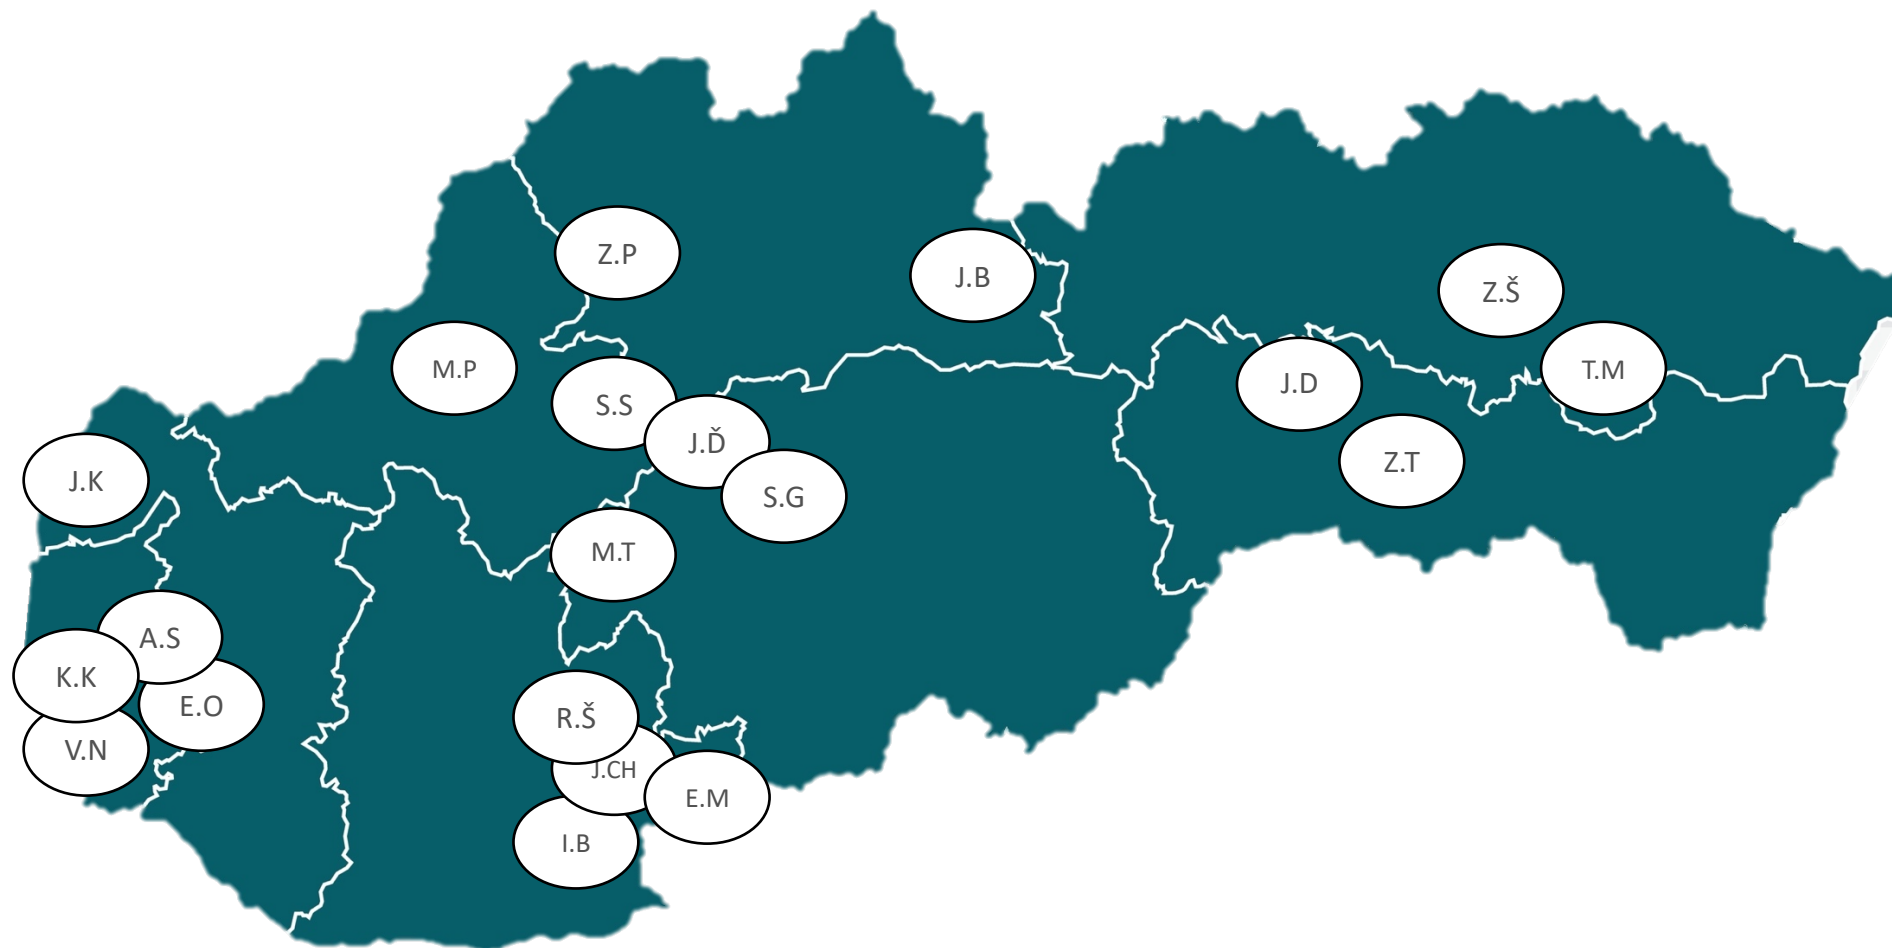 Z.P
J.B
Z.Š
M.P
T.M
J.D
S.S
J.Ď
Z.T
J.K
S.G
M.T
A.S
K.K
E.O
R.Š
V.N
J.CH
E.M
I.B